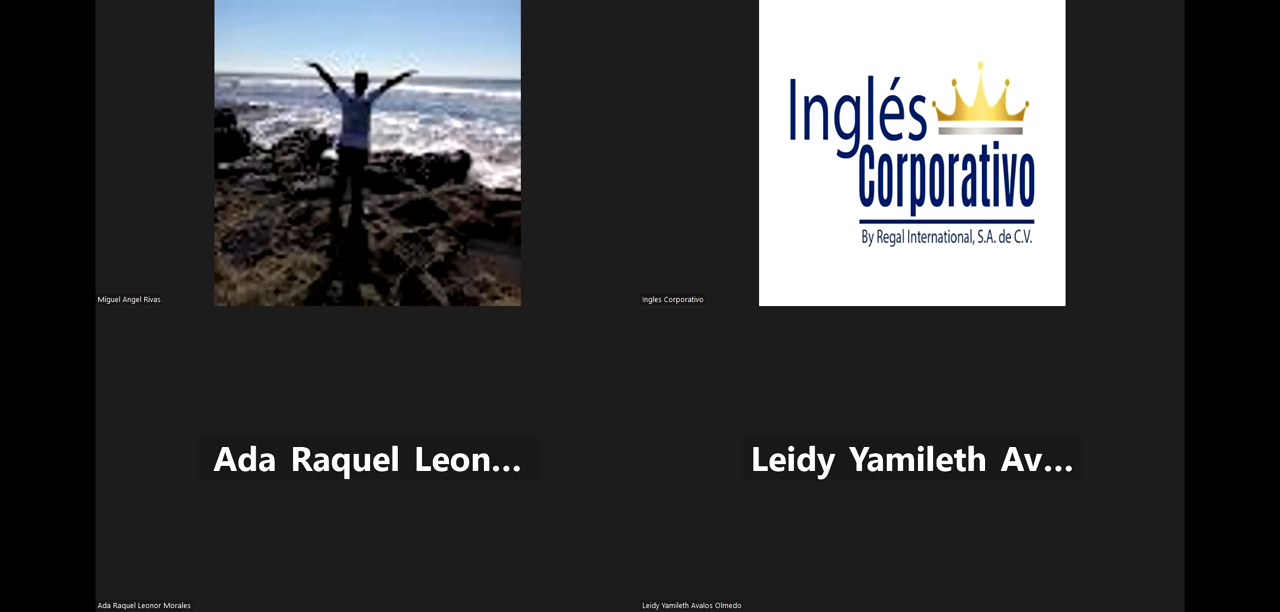 Inglés
Corporativo
By Regal International, S.A. de C.V.
Miguel Angel Rivas
Ingles Corporativo
Ada Raquel Leon...
Leidy Yamileth Av...
Ada Raquel Leonor Morales
Leidy Yamileth Avalos Olmedo